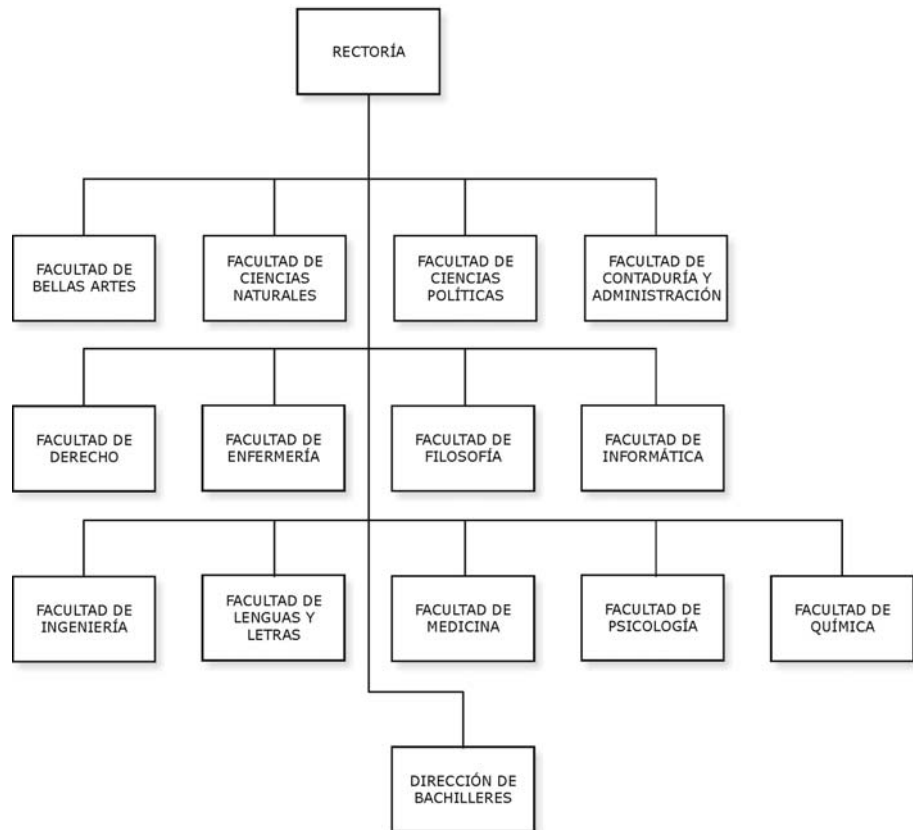 RECTORÍA
FACULTAD DE
BELLAS ARTES
FACULTAD DE
CIENCIAS
NATURALES
FACULTAD DE
CIENCIAS
POLÍTICAS
FACULTAD DE
CONTADURÍA Y
ADMINISTRACIÓN
FACULTAD DE
DERECHO
FACULTAD DE
ENFERMERÍA
FACULTAD DE
FILOSOFÍA
FACULTAD DE
INFORMÁTICA
FACULTAD DE
INGENIERÍA
FACULTAD DE
LENGUAS Y
LETRAS
FACULTAD DE
MEDICINA
FACULTAD DE
PSICOLOGÍA
FACULTAD DE
QUÍMICA
DIRECCIÓN DE
BACHILLERES